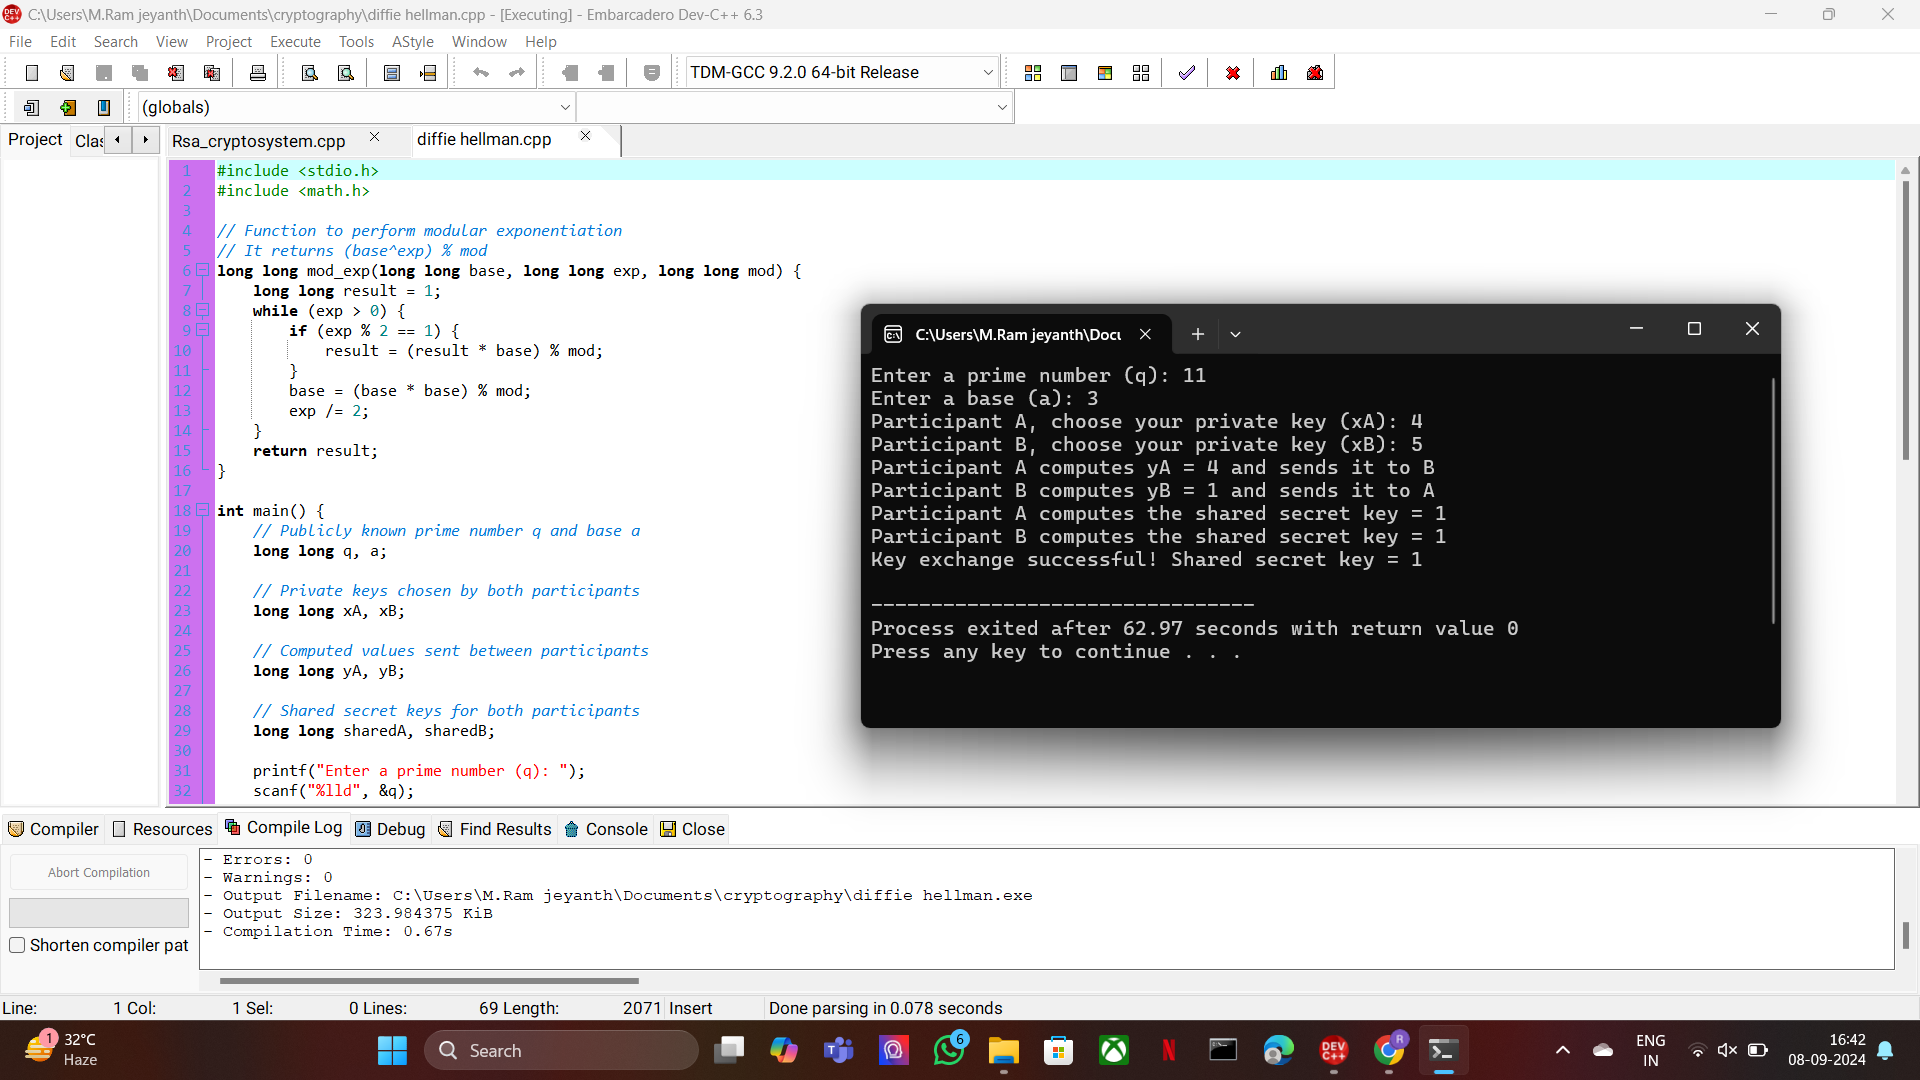 C:\Users\M.Ram jeyanth\Documents\cryptography\diffie hellman.cpp - [Executing] - Embarcadero Dev-C++ 6.3
File Edit Search View Project Execute Tools AStyle Window Help
TDM-GCC 9.2.0 64-bit Release
(globals)
Project Clas Rsa_cryptosystem.cpp diffie hellman.cpp
1 #include <stdio.h>
2 #include <math.h>
3
4 // Function to perform modular exponentiation
5 // It returns (base^exp) % mod
6 long long mod_exp(long long base, long long exp, long long mod) {
7 long long result = 1;
8 while (exp > 0) {
9 if (exp % 2 == 1) {
10 result = (result * base) % mod;
11 }
12 base = (base * base) % mod;
13 exp /= 2;
14 }
15 return result;
16 }
17
18 int main() {
19 // Publicly known prime number q and base a
20 long long q, a;
21
22 // Private keys chosen by both participants
23 long long xA, xB;
24
25 // Computed values sent between participants
26 long long yA, yB;
27
28 // Shared secret keys for both participants
29 long long sharedA, sharedB;
30
31 printf("Enter a prime number (q): ");
32 scanf("%lld", &q);
C:\Users\M.Ram jeyanth\Docu
Enter a prime number (q): 11
Enter a base (a): 3
Participant A, choose your private key (xA): 4
Participant B, choose your private key (xB): 5
Participant A computes yA = 4 and sends it to B
Participant B computes yB = 1 and sends it to A
Participant A computes the shared secret key = 1
Participant B computes the shared secret key = 1
Key exchange successful! Shared secret key = 1
--------------------------------
Process exited after 62.97 seconds with return value 0
Press any key to continue . . .
Compiler Resources Compile Log Debug Find Results Console Close
Abort Compilation
Shorten compiler pat
- Errors: 0
- Warnings: 0
- Output Filename: C:\Users\M.Ram jeyanth\Documents\cryptography\diffie hellman.exe
- Output Size: 323.984375 KiB
- Compilation Time: 0.67s
Line: 1 Col: 1 Sel: 0 Lines: 69 Length: 2071 Insert Done parsing in 0.078 seconds
1
32°C
Haze
Search
6
DEV C++
R
ENG
IN
16:42
08-09-2024